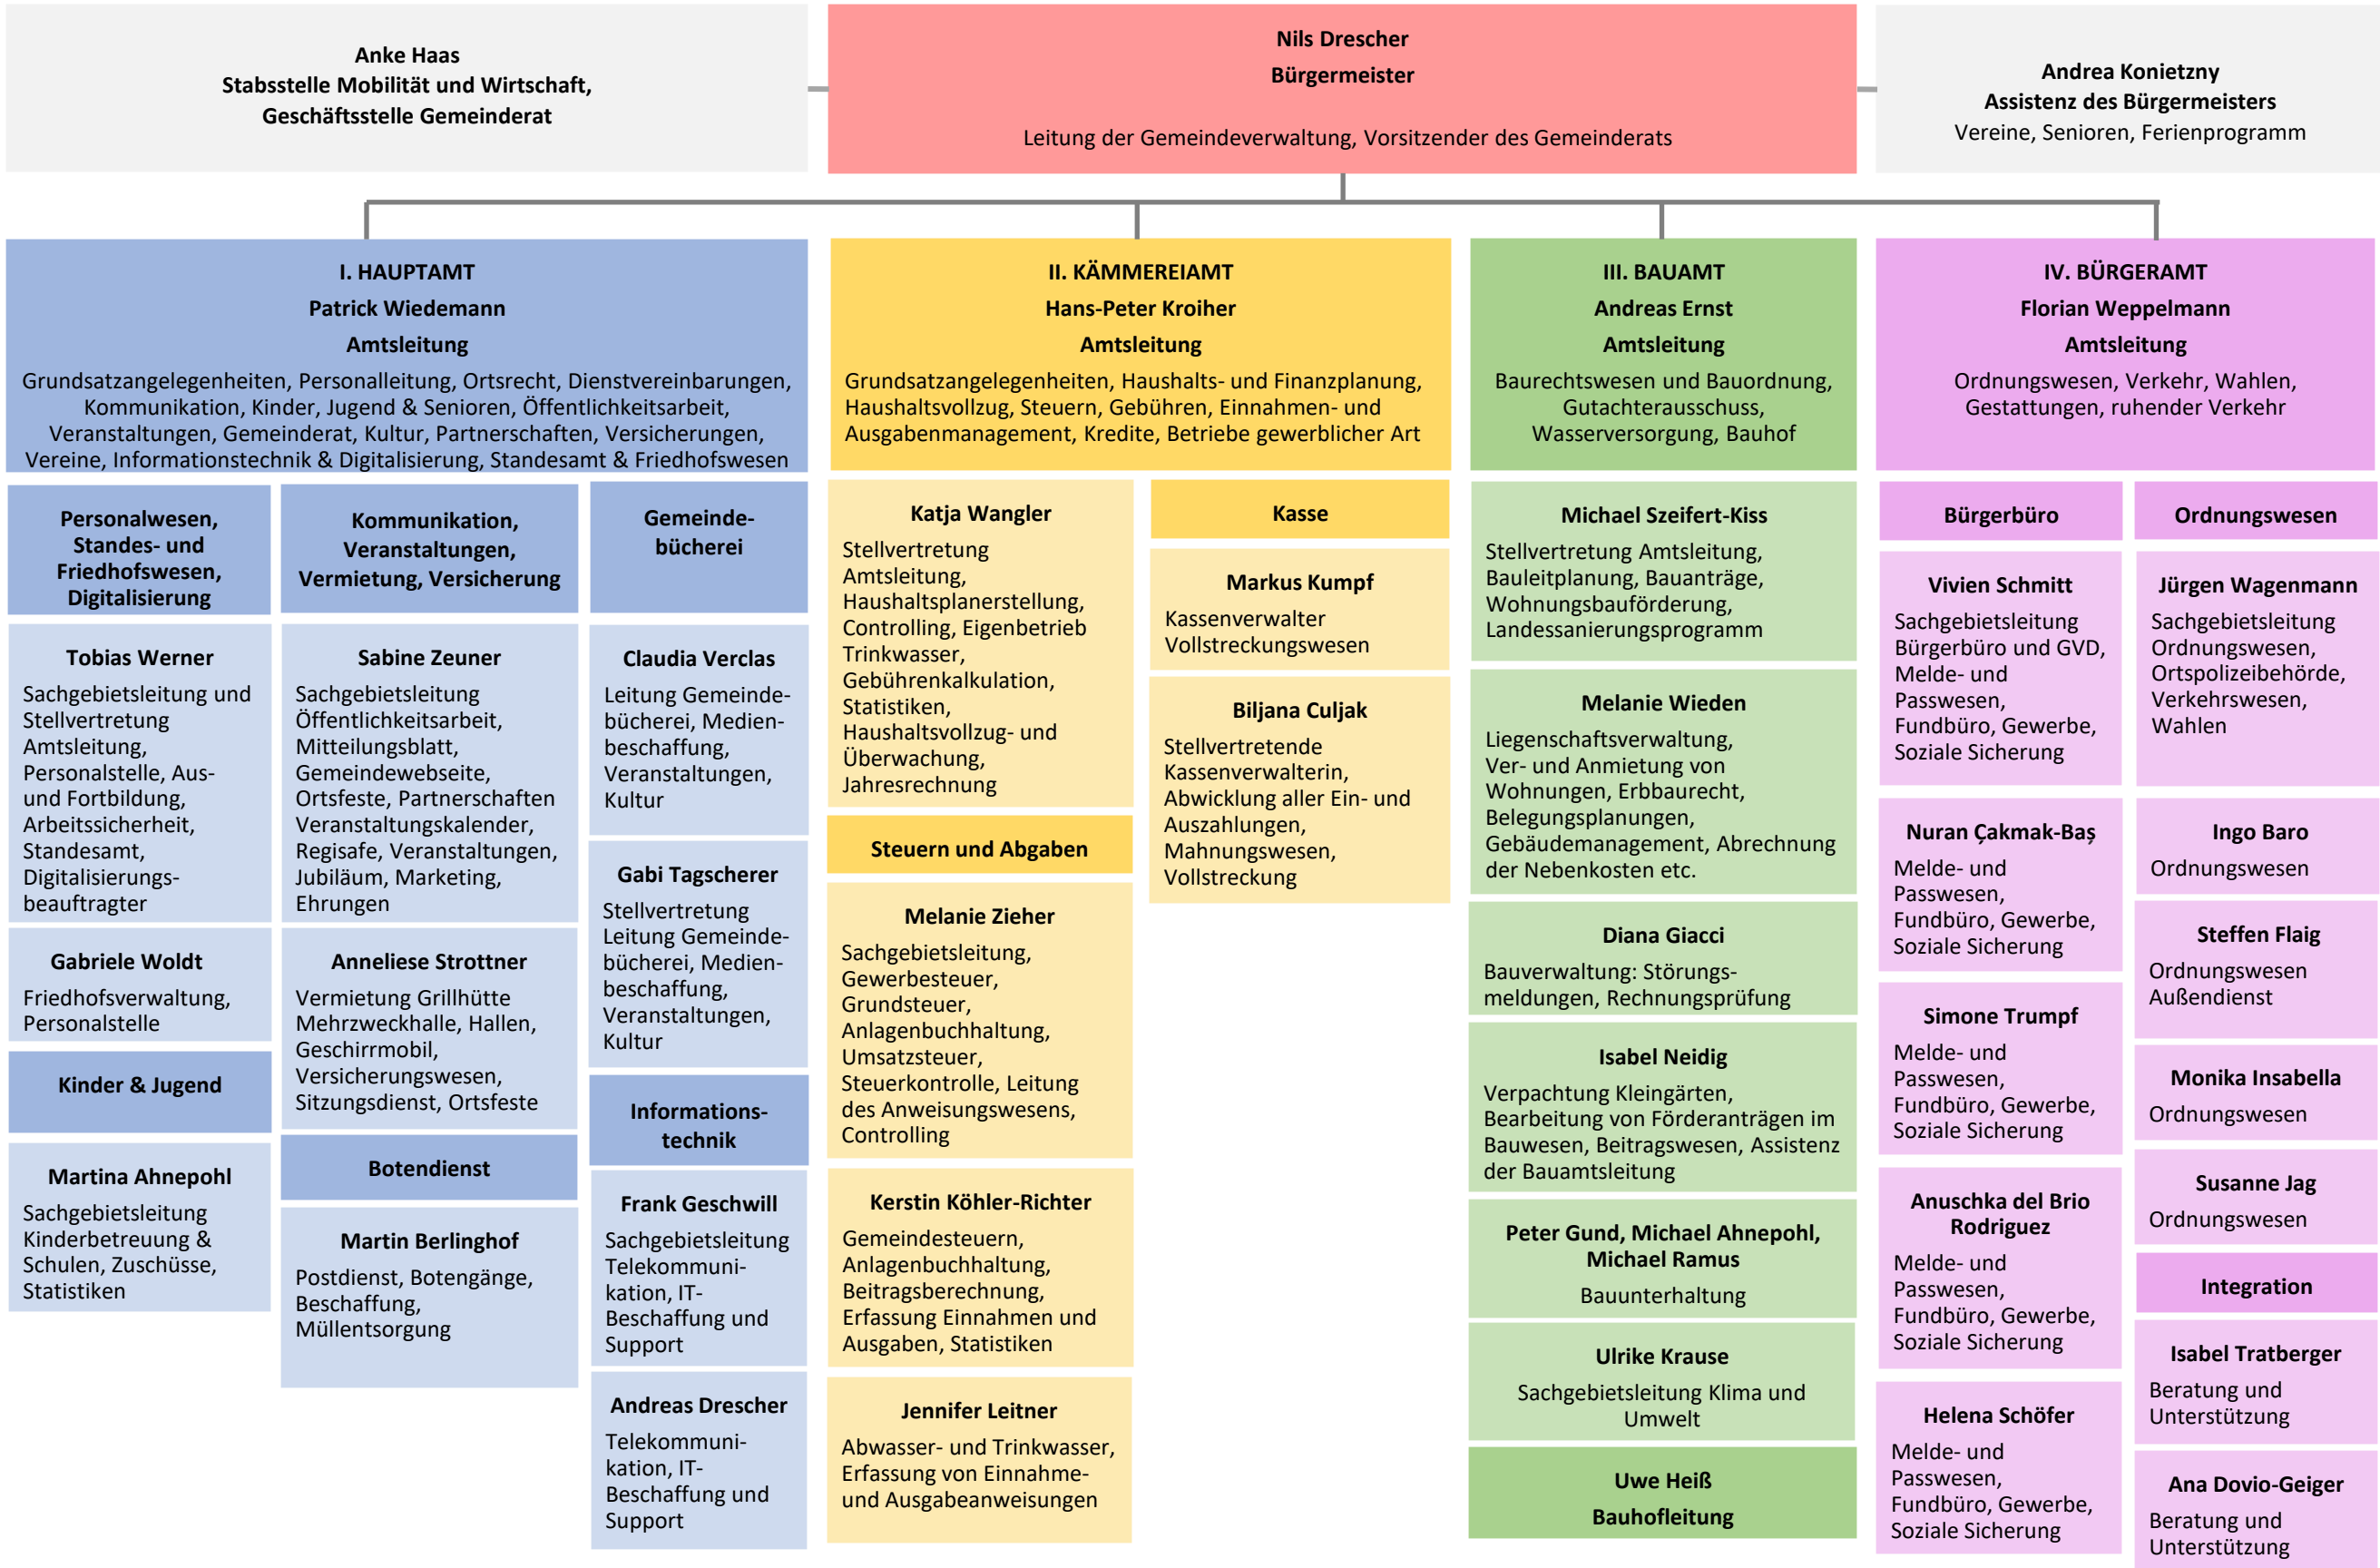 Anke Haas
Stabsstelle Mobilität und Wirtschaft,
Geschäftsstelle Gemeinderat
Nils Drescher
Bürgermeister
Leitung der Gemeindeverwaltung, Vorsitzender des Gemeinderats
Andrea Konietzny
Assistenz des Bürgermeisters
Vereine, Senioren, Ferienprogramm
I. HAUPTAMT
Patrick Wiedemann
Amtsleitung
Grundsatzangelegenheiten, Personalleitung, Ortsrecht, Dienstvereinbarungen,
Kommunikation, Kinder, Jugend & Senioren, Öffentlichkeitsarbeit,
Veranstaltungen, Gemeinderat, Kultur, Partnerschaften, Versicherungen,
Vereine, Informationstechnik & Digitalisierung, Standesamt & Friedhofswesen
Personalwesen,
Standes- und
Friedhofswesen,
Digitalisierung
Tobias Werner
Sachgebietsleitung und
Stellvertretung
Amtsleitung,
Personalstelle, Aus-
und Fortbildung,
Arbeitssicherheit,
Standesamt,
Digitalisierungs-
beauftragter
Gabriele Woldt
Friedhofsverwaltung,
Personalstelle
Kinder & Jugend
Martina Ahnepohl
Sachgebietsleitung
Kinderbetreuung &
Schulen, Zuschüsse,
Statistiken
Kommunikation,
Veranstaltungen,
Vermietung, Versicherung
Sabine Zeuner
Sachgebietsleitung
Öffentlichkeitsarbeit,
Mitteilungsblatt,
Gemeindewebseite,
Ortsfeste, Partnerschaften
Veranstaltungskalender,
Regisafe, Veranstaltungen,
Jubiläum, Marketing,
Ehrungen
Anneliese Strottner
Vermietung Grillhütte
Mehrzweckhalle, Hallen,
Geschirrmobil,
Versicherungswesen,
Sitzungsdienst, Ortsfeste
Botendienst
Martin Berlinghof
Postdienst, Botengänge,
Beschaffung,
Müllentsorgung
Gemeinde-
bücherei
Claudia Verclas
Leitung Gemeinde-
bücherei, Medien-
beschaffung,
Veranstaltungen,
Kultur
Gabi Tagscherer
Stellvertretung
Leitung Gemeinde-
bücherei, Medien-
beschaffung,
Veranstaltungen,
Kultur
Informations-
technik
Frank Geschwill
Sachgebietsleitung
Telekommuni-
kation, IT-
Beschaffung und
Support
Andreas Drescher
Telekommuni-
kation, IT-
Beschaffung und
Support
II. KÄMMEREIAMT
Hans-Peter Kroiher
Amtsleitung
Grundsatzangelegenheiten, Haushalts- und Finanzplanung,
Haushaltsvollzug, Steuern, Gebühren, Einnahmen- und
Ausgabenmanagement, Kredite, Betriebe gewerblicher Art
Katja Wangler
Stellvertretung
Amtsleitung,
Haushaltsplanerstellung,
Controlling, Eigenbetrieb
Trinkwasser,
Gebührenkalkulation,
Statistiken,
Haushaltsvollzug- und
Überwachung,
Jahresrechnung
Steuern und Abgaben
Melanie Zieher
Sachgebietsleitung,
Gewerbesteuer,
Grundsteuer,
Anlagenbuchhaltung,
Umsatzsteuer,
Steuerkontrolle, Leitung
des Anweisungswesens,
Controlling
Kerstin Köhler-Richter
Gemeindesteuern,
Anlagenbuchhaltung,
Beitragsberechnung,
Erfassung Einnahmen und
Ausgaben, Statistiken
Jennifer Leitner
Abwasser- und Trinkwasser,
Erfassung von Einnahme-
und Ausgabeanweisungen
Kasse
Markus Kumpf
Kassenverwalter
Vollstreckungswesen
Biljana Culjak
Stellvertretende
Kassenverwalterin,
Abwicklung aller Ein- und
Auszahlungen,
Mahnungswesen,
Vollstreckung
III. BAUAMT
Andreas Ernst
Amtsleitung
Baurechtswesen und Bauordnung,
Gutachterausschuss,
Wasserversorgung, Bauhof
Michael Szeifert-Kiss
Stellvertretung Amtsleitung,
Bauleitplanung, Bauanträge,
Wohnungsbauförderung,
Landessanierungsprogramm
Melanie Wieden
Liegenschaftsverwaltung,
Ver- und Anmietung von
Wohnungen, Erbbaurecht,
Belegungsplanungen,
Gebäudemanagement, Abrechnung
der Nebenkosten etc.
Diana Giacci
Bauverwaltung: Störungs-
meldungen, Rechnungsprüfung
Isabel Neidig
Verpachtung Kleingärten,
Bearbeitung von Förderanträgen im
Bauwesen, Beitragswesen, Assistenz
der Bauamtsleitung
Peter Gund, Michael Ahnepohl,
Michael Ramus
Bauunterhaltung
Ulrike Krause
Sachgebietsleitung Klima und
Umwelt
Uwe Heiß
Bauhofleitung
IV. BÜRGERAMT
Florian Weppelmann
Amtsleitung
Ordnungswesen, Verkehr, Wahlen,
Gestattungen, ruhender Verkehr
Bürgerbüro
Vivien Schmitt
Sachgebietsleitung
Bürgerbüro und GVD,
Melde- und
Passwesen,
Fundbüro, Gewerbe,
Soziale Sicherung
Nuran Çakmak-Baş
Melde- und
Passwesen,
Fundbüro, Gewerbe,
Soziale Sicherung
Simone Trumpf
Melde- und
Passwesen,
Fundbüro, Gewerbe,
Soziale Sicherung
Anuschka del Brio
Rodriguez
Melde- und
Passwesen,
Fundbüro, Gewerbe,
Soziale Sicherung
Helena Schöfer
Melde- und
Passwesen,
Fundbüro, Gewerbe,
Soziale Sicherung
Ordnungswesen
Jürgen Wagenmann
Sachgebietsleitung
Ordnungswesen,
Ortspolizeibehörde,
Verkehrswesen,
Wahlen
Ingo Baro
Ordnungswesen
Steffen Flaig
Ordnungswesen
Außendienst
Monika Insabella
Ordnungswesen
Susanne Jag
Ordnungswesen
Integration
Isabel Tratberger
Beratung und
Unterstützung
Ana Dovio-Geiger
Beratung und
Unterstützung